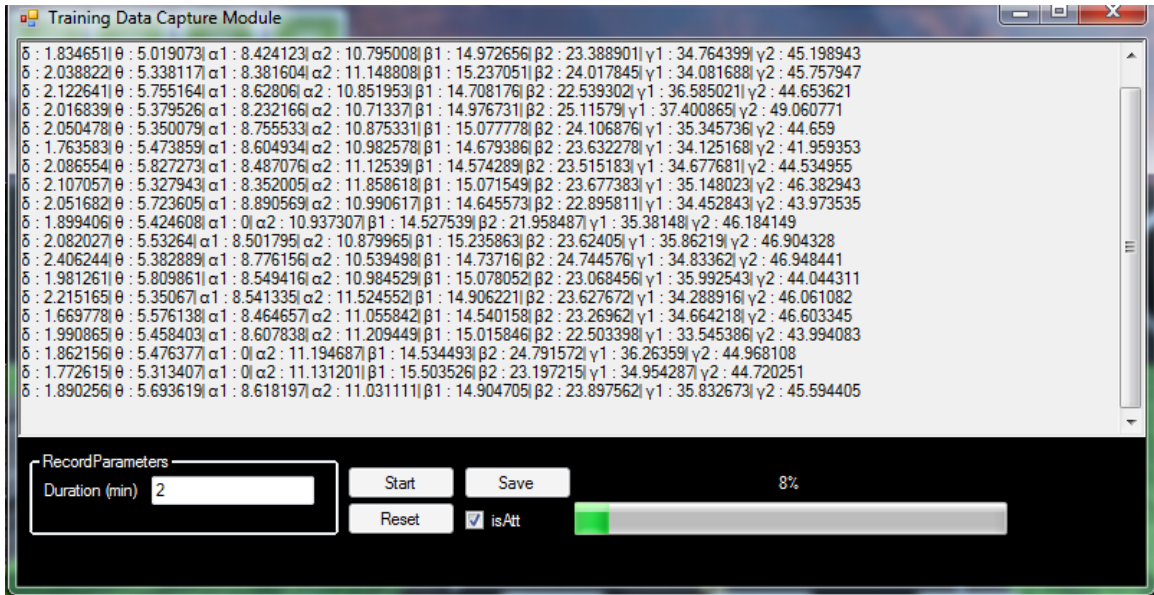 Training Data Capture Module
δ : 1.834651| θ : 5.019073| α1 : 8.424123| α2 : 10.795008| β1 : 14.972656| β2 : 23.388901| γ1 : 34.764399| γ2 : 45.198943
δ : 2.038822| θ : 5.338117| α1 : 8.381604| α2 : 11.148808| β1 : 15.237051| β2 : 24.017845| γ1 : 34.081688| γ2 : 45.757947
δ : 2.122641| θ : 5.755164| α1 : 8.62806| α2 : 10.851953| β1 : 14.708176| β2 : 22.539302| γ1 : 36.585021| γ2 : 44.653621
δ : 2.016839| θ : 5.379526| α1 : 8.232166| α2 : 10.71337| β1 : 14.976731| β2 : 25.11579| γ1 : 37.400865| γ2 : 49.060771
δ : 2.050478| θ : 5.350079| α1 : 8.755533| α2 : 10.875331| β1 : 15.077778| β2 : 24.106876| γ1 : 35.345736| γ2 : 44.659
δ : 1.763583| θ : 5.473859| α1 : 8.604934| α2 : 10.982578| β1 : 14.679386| β2 : 23.632278| γ1 : 34.125168| γ2 : 41.959353
δ : 2.086554| θ : 5.827273| α1 : 8.487076| α2 : 11.12539| β1 : 14.574289| β2 : 23.515183| γ1 : 34.677681| γ2 : 44.534955
δ : 2.107057| θ : 5.327943| α1 : 8.352005| α2 : 11.858618| β1 : 15.071549| β2 : 23.677383| γ1 : 35.148023| γ2 : 46.382943
δ : 2.051682| θ : 5.723605| α1 : 8.890569| α2 : 10.990617| β1 : 14.645573| β2 : 22.895811| γ1 : 34.452843| γ2 : 43.973535
δ : 1.899406| θ : 5.424608| α1 : 0| α2 : 10.937307| β1 : 14.527539| β2 : 21.958487| γ1 : 35.38148| γ2 : 46.184149
δ : 2.082027| θ : 5.53264| α1 : 8.501795| α2 : 10.879965| β1 : 15.235863| β2 : 23.62405| γ1 : 35.86219| γ2 : 46.904328
δ : 2.406244| θ : 5.382889| α1 : 8.776156| α2 : 10.539498| β1 : 14.73716| β2 : 24.744576| γ1 : 34.83362| γ2 : 46.948441
δ : 1.981261| θ : 5.809861| α1 : 8.549416| α2 : 10.984529| β1 : 15.078052| β2 : 23.068456| γ1 : 35.992543| γ2 : 44.044311
δ : 2.215165| θ : 5.35067| α1 : 8.541335| α2 : 11.524552| β1 : 14.906221| β2 : 23.627672| γ1 : 34.288916| γ2 : 46.061082
δ : 1.669778| θ : 5.576138| α1 : 8.464657| α2 : 11.055842| β1 : 14.540158| β2 : 23.26962| γ1 : 34.664218| γ2 : 46.603345
δ : 1.990865| θ : 5.458403| α1 : 8.607838| α2 : 11.209449| β1 : 15.015846| β2 : 22.503398| γ1 : 33.545386| γ2 : 43.994083
δ : 1.862156| θ : 5.476377| α1 : 0| α2 : 11.194687| β1 : 14.534493| β2 : 24.791572| γ1 : 36.26359| γ2 : 44.968108
δ : 1.772615| θ : 5.313407| α1 : 0| α2 : 11.131201| β1 : 15.503526| β2 : 23.197215| γ1 : 34.954287| γ2 : 44.720251
δ : 1.890256| θ : 5.693619| α1 : 8.618197| α2 : 11.031111| β1 : 14.904705| β2 : 23.897562| γ1 : 35.832673| γ2 : 45.594405
RecordParameters
Duration (min) 2
Start Save 8%
Reset isAtt